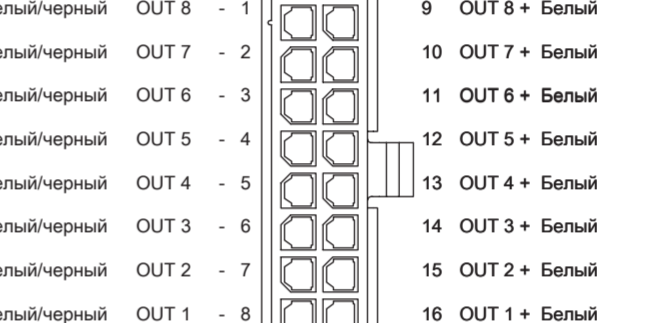 елый/черный OUT 8 - 1 9 OUT 8 + Белый
елый/черный OUT 7 - 2 10 OUT 7 + Белый
елый/черный OUT 6 - 3 11 OUT 6 + Белый
елый/черный OUT 5 - 4 12 OUT 5 + Белый
елый/черный OUT 4 - 5 13 OUT 4 + Белый
елый/черный OUT 3 - 6 14 OUT 3 + Белый
елый/черный OUT 2 - 7 15 OUT 2 + Белый
елый/черный OUT 1 - 8 16 OUT 1 + Белый